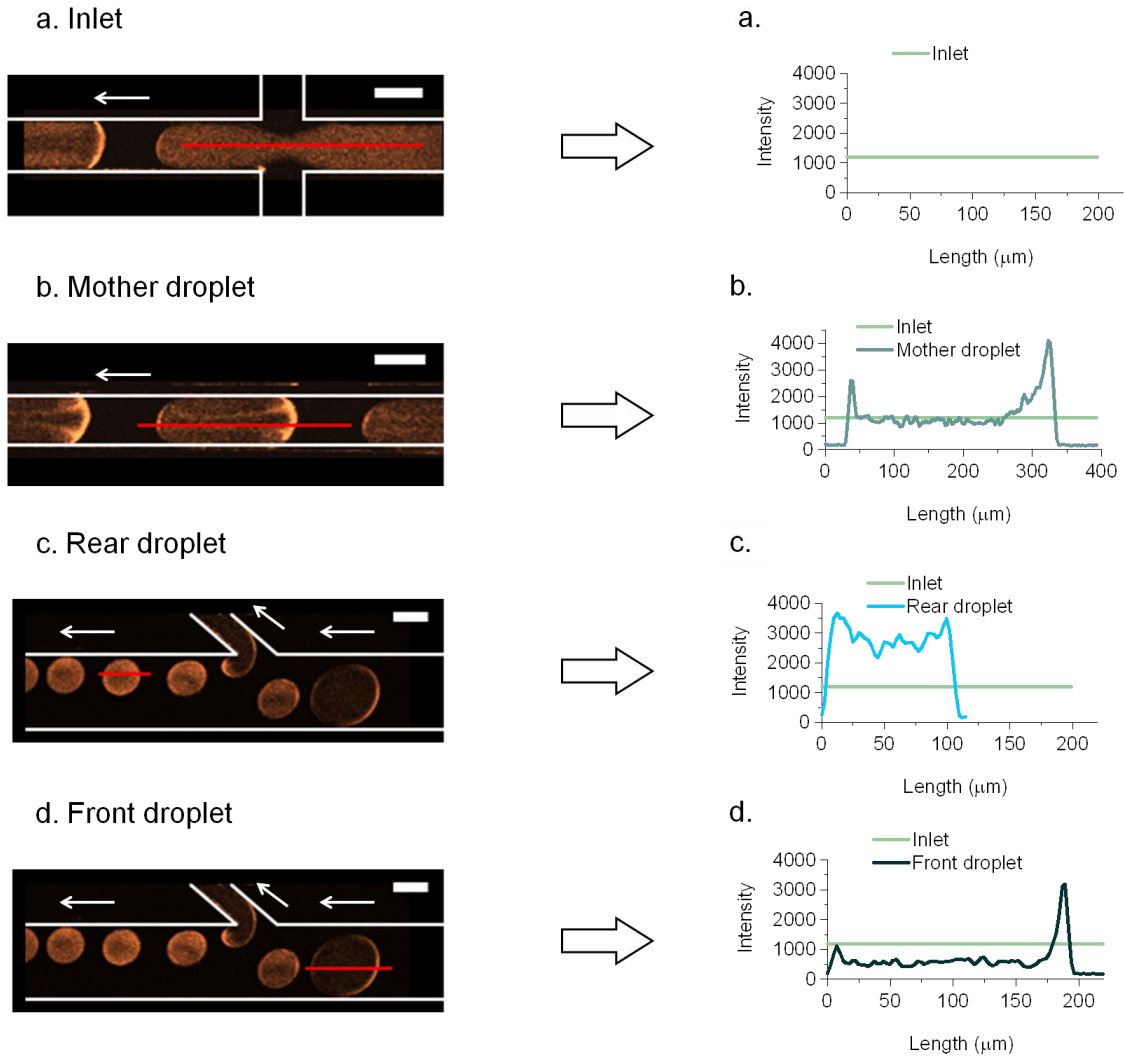 a. Inlet
a.
Inlet
4000
3000
2000
1000
0
Intensity
0 50 100 150 200
Length (μm)
b. Mother droplet
b.
Inlet
Mother droplet
4000
3000
2000
1000
0
Intensity
0 100 200 300 400
Length (μm)
c. Rear droplet
c.
Inlet
Rear droplet
4000
3000
2000
1000
0
Intensity
0 50 100 150 200
Length (μm)
d. Front droplet
d.
Inlet
Front droplet
4000
3000
2000
1000
0
Intensity
0 50 100 150 200
Length (μm)